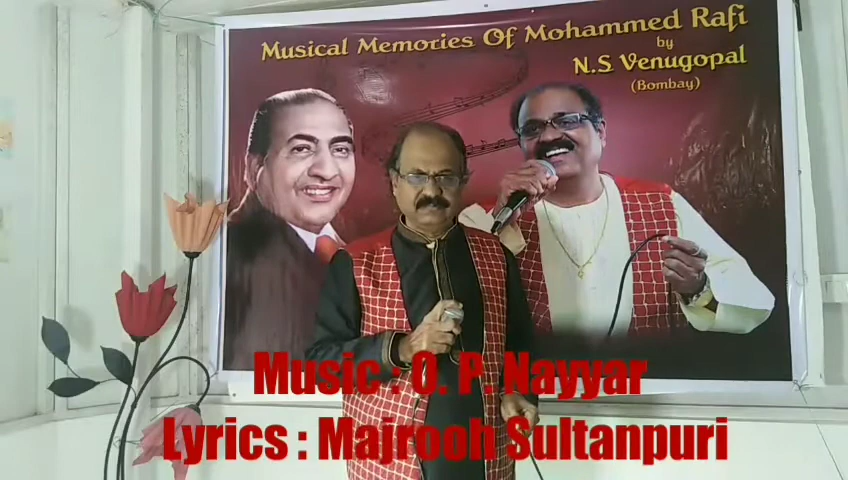 Musical Memories Of Mohammed Rafi
by
N.S Venugopal
(Bombay)
Music : O. P Nayyar
Lyrics : Majrooh Sultanpuri